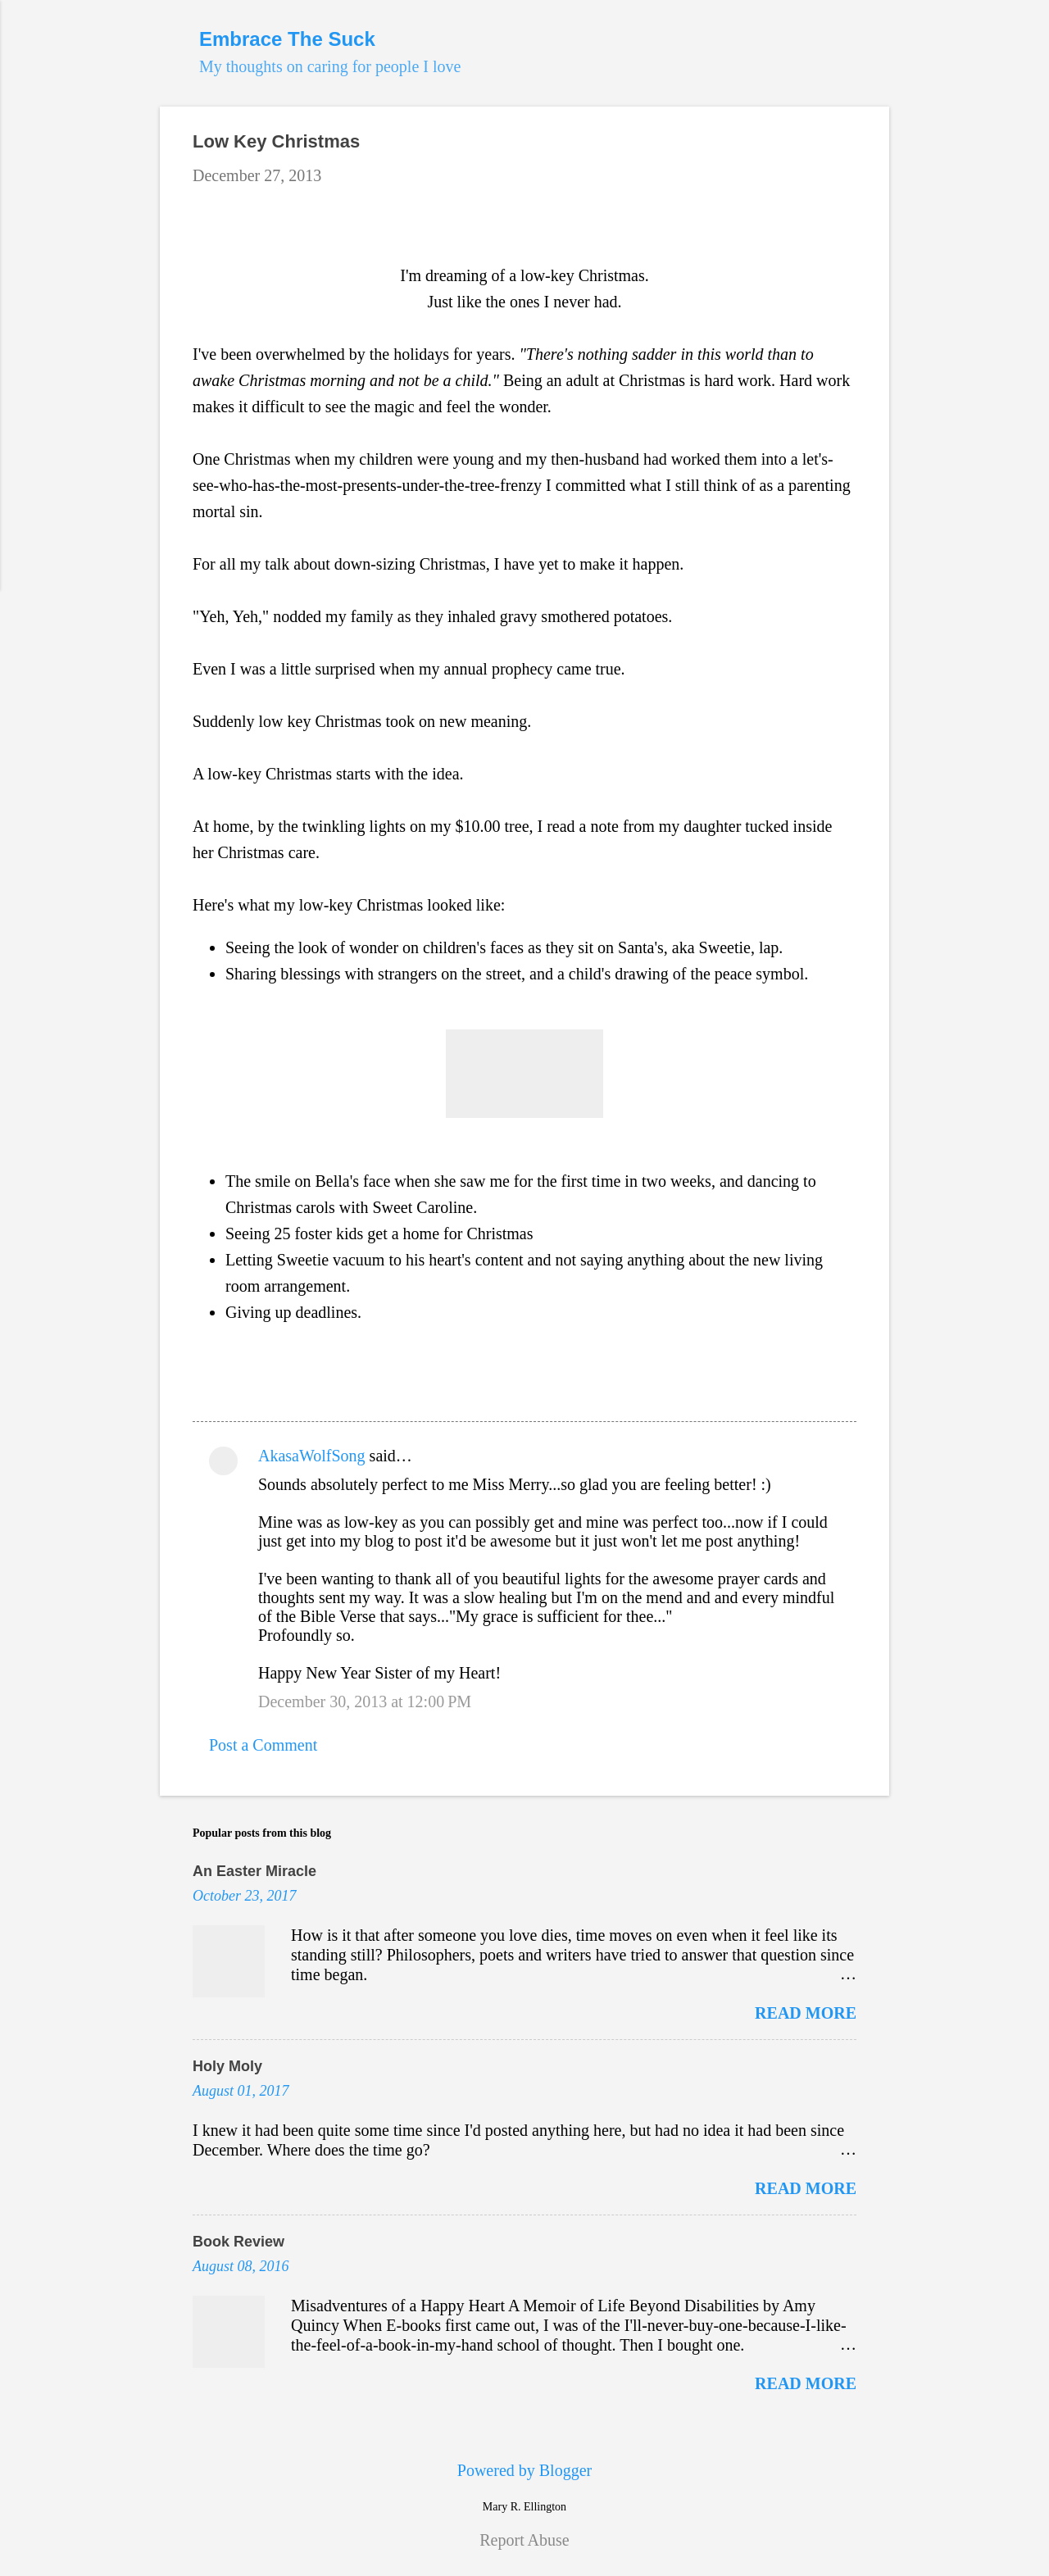 Embrace The Suck
My thoughts on caring for people I love
Low Key Christmas
December 27, 2013
I'm dreaming of a low-key Christmas.
Just like the ones I never had.
I've been overwhelmed by the holidays for years. "There's nothing sadder in this world than to
awake Christmas morning and not be a child." Being an adult at Christmas is hard work. Hard work
makes it difficult to see the magic and feel the wonder.
One Christmas when my children were young and my then-husband had worked them into a let's-
see-who-has-the-most-presents-under-the-tree-frenzy I committed what I still think of as a parenting
mortal sin.
For all my talk about down-sizing Christmas, I have yet to make it happen.
"Yeh, Yeh," nodded my family as they inhaled gravy smothered potatoes.
Even I was a little surprised when my annual prophecy came true.
Suddenly low key Christmas took on new meaning.
A low-key Christmas starts with the idea.
At home, by the twinkling lights on my $10.00 tree, I read a note from my daughter tucked inside
her Christmas care.
Here's what my low-key Christmas looked like:
• Seeing the look of wonder on children's faces as they sit on Santa's, aka Sweetie, lap.
• Sharing blessings with strangers on the street, and a child's drawing of the peace symbol.
• The smile on Bella's face when she saw me for the first time in two weeks, and dancing to
Christmas carols with Sweet Caroline.
• Seeing 25 foster kids get a home for Christmas
• Letting Sweetie vacuum to his heart's content and not saying anything about the new living
room arrangement.
• Giving up deadlines.
AkasaWolfSong said…
Sounds absolutely perfect to me Miss Merry...so glad you are feeling better! :)
Mine was as low-key as you can possibly get and mine was perfect too...now if I could
just get into my blog to post it'd be awesome but it just won't let me post anything!
I've been wanting to thank all of you beautiful lights for the awesome prayer cards and
thoughts sent my way. It was a slow healing but I'm on the mend and and every mindful
of the Bible Verse that says..."My grace is sufficient for thee..."
Profoundly so.
Happy New Year Sister of my Heart!
December 30, 2013 at 12:00 PM
Post a Comment
Popular posts from this blog
An Easter Miracle
October 23, 2017
How is it that after someone you love dies, time moves on even when it feel like its
standing still? Philosophers, poets and writers have tried to answer that question since
time began. …
READ MORE
Holy Moly
August 01, 2017
I knew it had been quite some time since I'd posted anything here, but had no idea it had been since
December. Where does the time go? …
READ MORE
Book Review
August 08, 2016
Misadventures of a Happy Heart A Memoir of Life Beyond Disabilities by Amy
Quincy When E-books first came out, I was of the I'll-never-buy-one-because-I-like-
the-feel-of-a-book-in-my-hand school of thought. Then I bought one. …
READ MORE
Powered by Blogger
Mary R. Ellington
Report Abuse